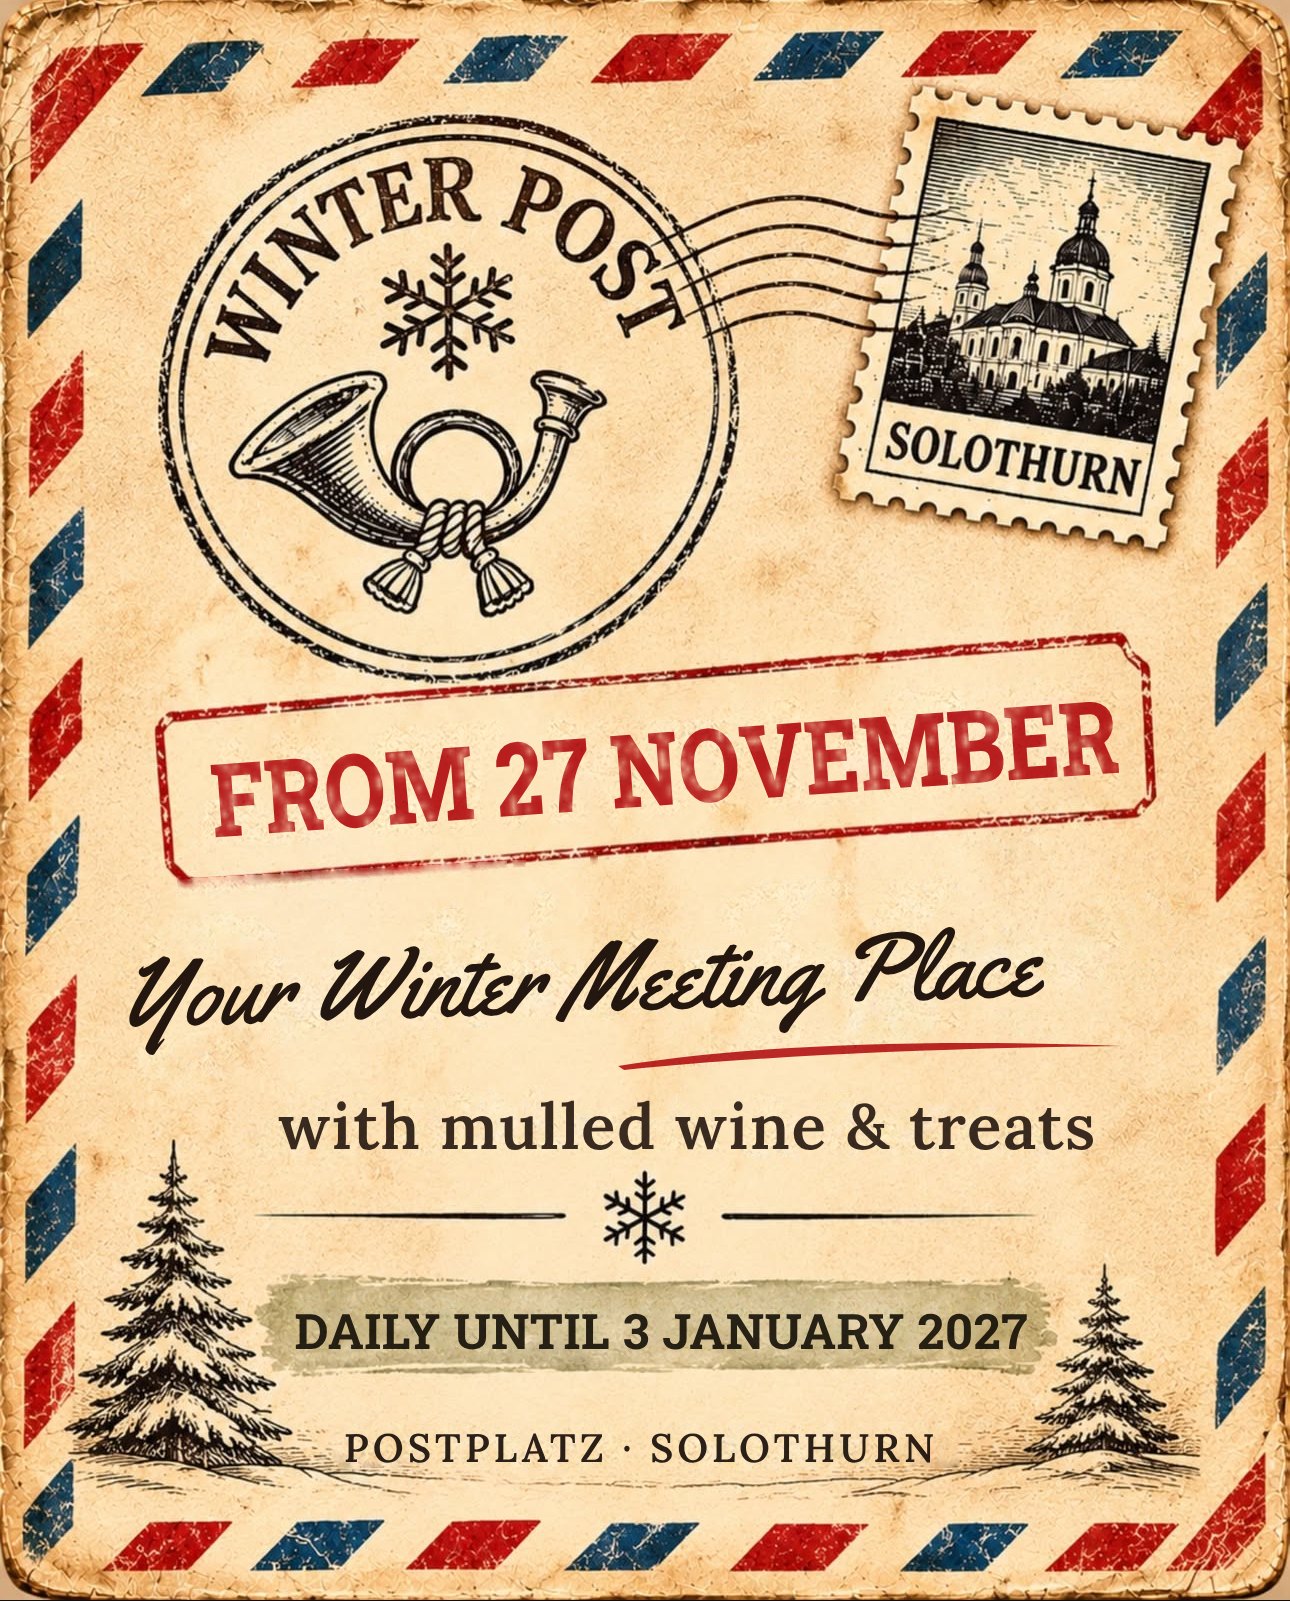 WINTER POST
SOLOTHURN
FROM 27 NOVEMBER
Your Winter Meeting Place
with mulled wine & treats
DAILY UNTIL 3 JANUARY 2027
POSTPLATZ · SOLOTHURN